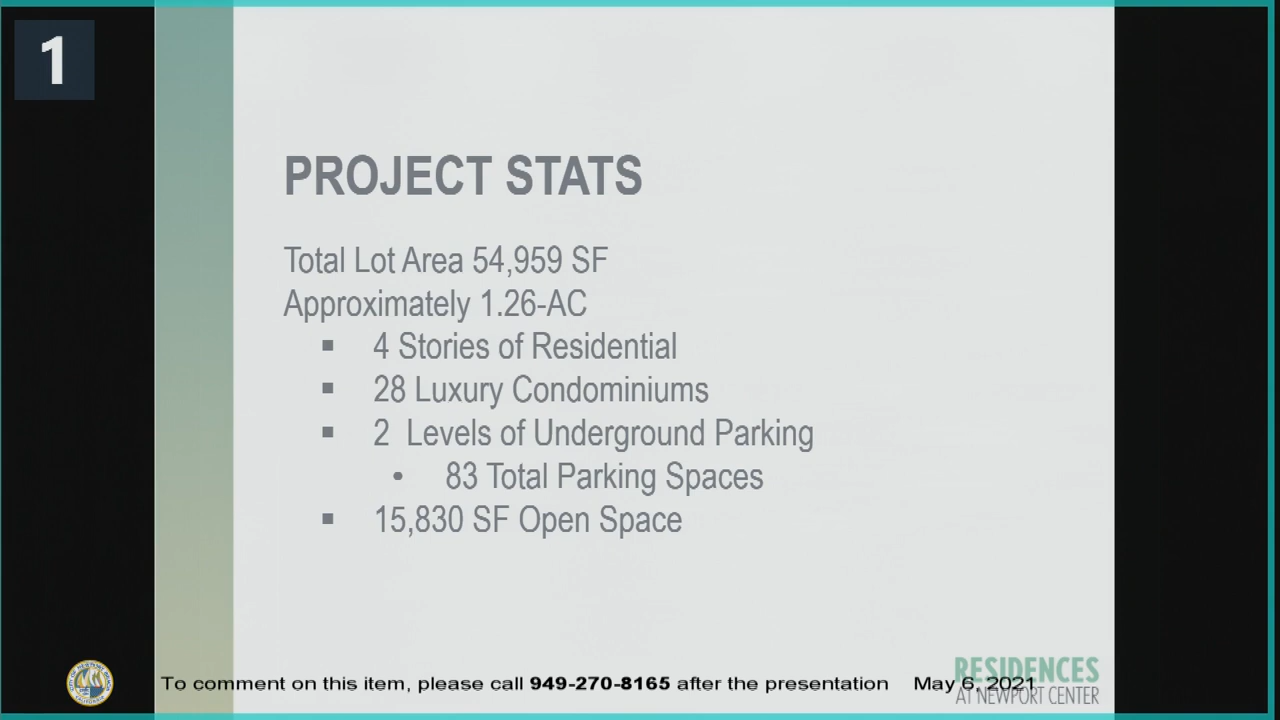 1
PROJECT STATS
Total Lot Area 54,959 SF
Approximately 1.26-AC
▪ 4 Stories of Residential
▪ 28 Luxury Condominiums
▪ 2 Levels of Underground Parking
• 83 Total Parking Spaces
▪ 15,830 SF Open Space
RESIDENCES
AT NEWPORT CENTER
To comment on this item, please call 949-270-8165 after the presentation May 6, 2021